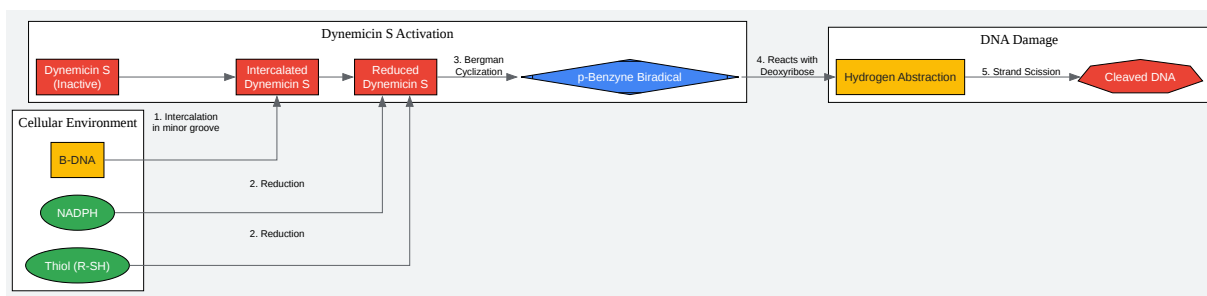 Dynemicin S Activation
DNA Damage
Dynemicin S
(Inactive)
Intercalated
Dynemicin S
Reduced
Dynemicin S
3. Bergman
Cyclization
p-Benzyne Biradical
4. Reacts with
Deoxyribose
Hydrogen Abstraction
5. Strand Scission
Cleaved DNA
Cellular Environment
1. Intercalation
in minor groove
B-DNA
2. Reduction
NADPH
2. Reduction
Thiol (R-SH)